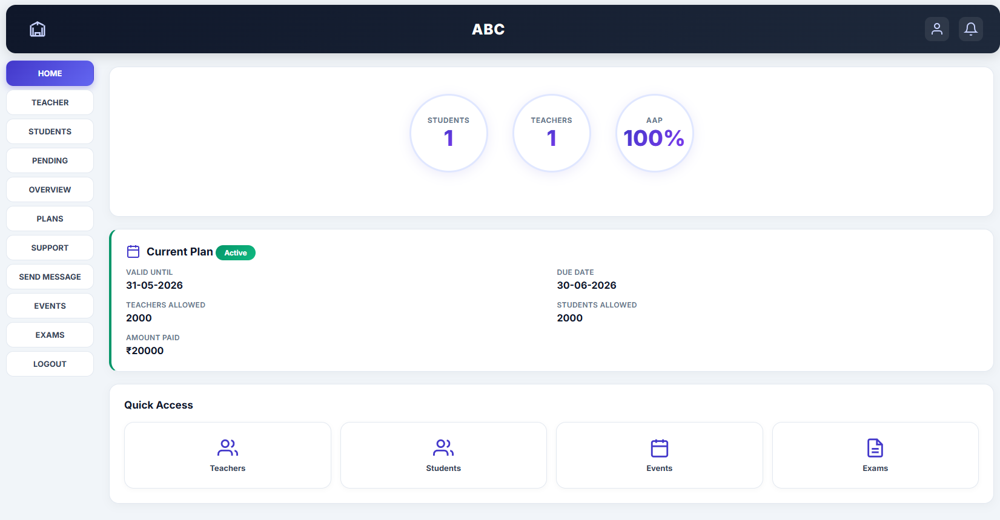 ABC
HOME
TEACHER
STUDENTS
PENDING
OVERVIEW
PLANS
SUPPORT
SEND MESSAGE
EVENTS
EXAMS
LOGOUT
STUDENTS
1
TEACHERS
1
AAP
100%
Current Plan Active
VALID UNTIL
31-05-2026
DUE DATE
30-06-2026
TEACHERS ALLOWED
2000
STUDENTS ALLOWED
2000
AMOUNT PAID
₹20000
Quick Access
Teachers
Students
Events
Exams